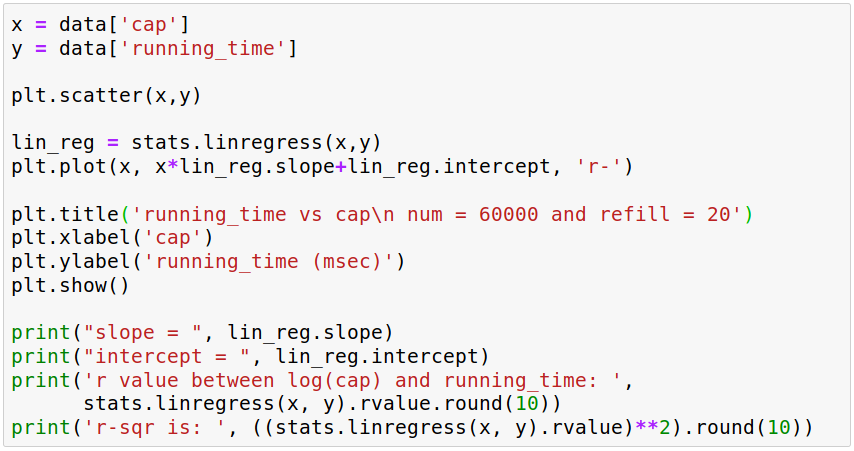 x = data['cap']
y = data['running_time']
plt.scatter(x,y)
lin_reg = stats.linregress(x,y)
plt.plot(x, x*lin_reg.slope+lin_reg.intercept, 'r-')
plt.title('running_time vs cap\n num = 60000 and refill = 20')
plt.xlabel('cap')
plt.ylabel('running_time (msec)')
plt.show()
print("slope = ", lin_reg.slope)
print("intercept = ", lin_reg.intercept)
print('r value between log(cap) and running_time: ',
      stats.linregress(x, y).rvalue.round(10))
print('r-sqr is: ', ((stats.linregress(x, y).rvalue)**2).round(10))